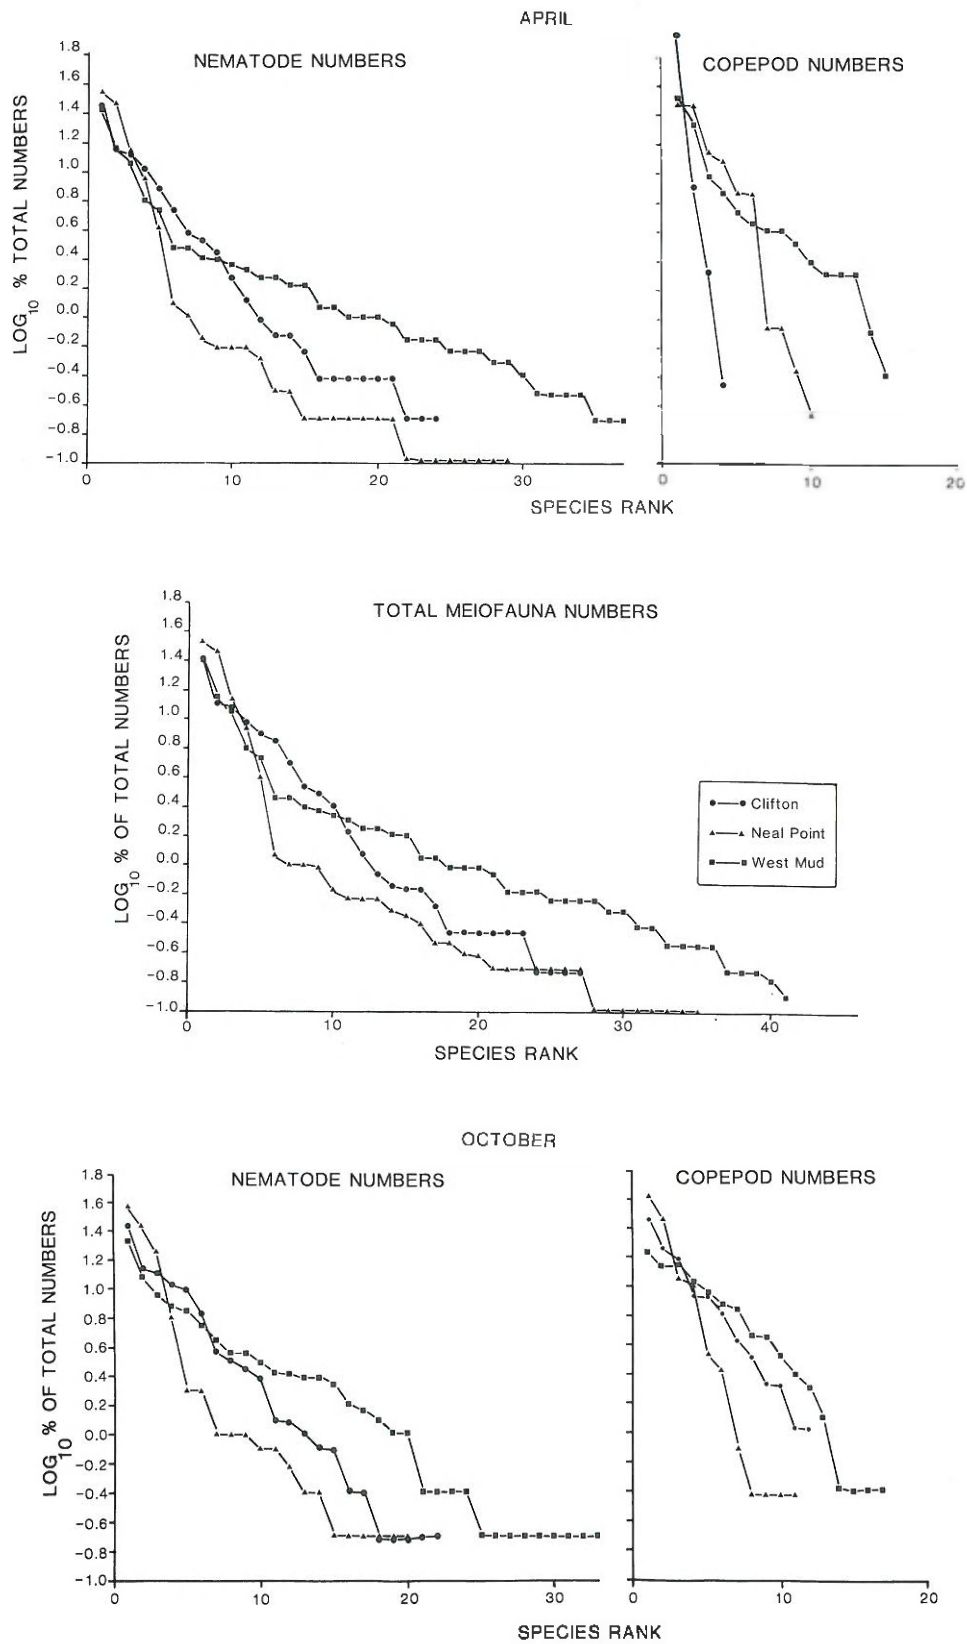 APRIL
NEMATODE NUMBERS
COPEPOD NUMBERS
LOG10 % TOTAL NUMBERS
1.8
1.6
1.4
1.2
1.0
0.8
0.6
0.4
0.2
0.0
−0.2
−0.4
−0.6
−0.8
−1.0
0 10 20 30
0 10 20
SPECIES RANK
TOTAL MEIOFAUNA NUMBERS
LOG10 % OF TOTAL NUMBERS
1.8
1.6
1.4
1.2
1.0
0.8
0.6
0.4
0.2
0.0
−0.2
−0.4
−0.6
−0.8
−1.0
Clifton
Neal Point
West Mud
0 10 20 30 40
SPECIES RANK
OCTOBER
NEMATODE NUMBERS
COPEPOD NUMBERS
LOG10 % OF TOTAL NUMBERS
1.8
1.6
1.4
1.2
1.0
0.8
0.6
0.4
0.2
0.0
−0.2
−0.4
−0.6
−0.8
−1.0
0 10 20 30
0 10 20
SPECIES RANK